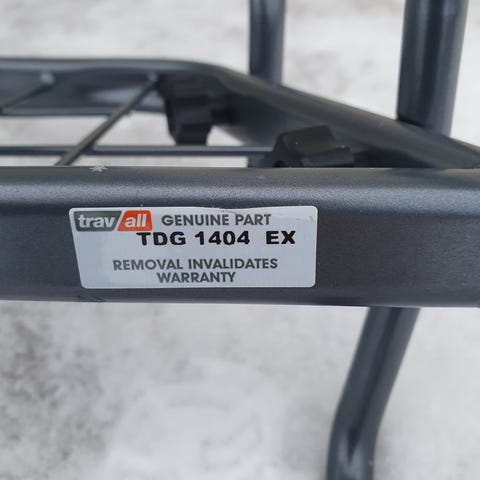 travall GENUINE PART
TDG 1404 EX
REMOVAL INVALIDATES
WARRANTY